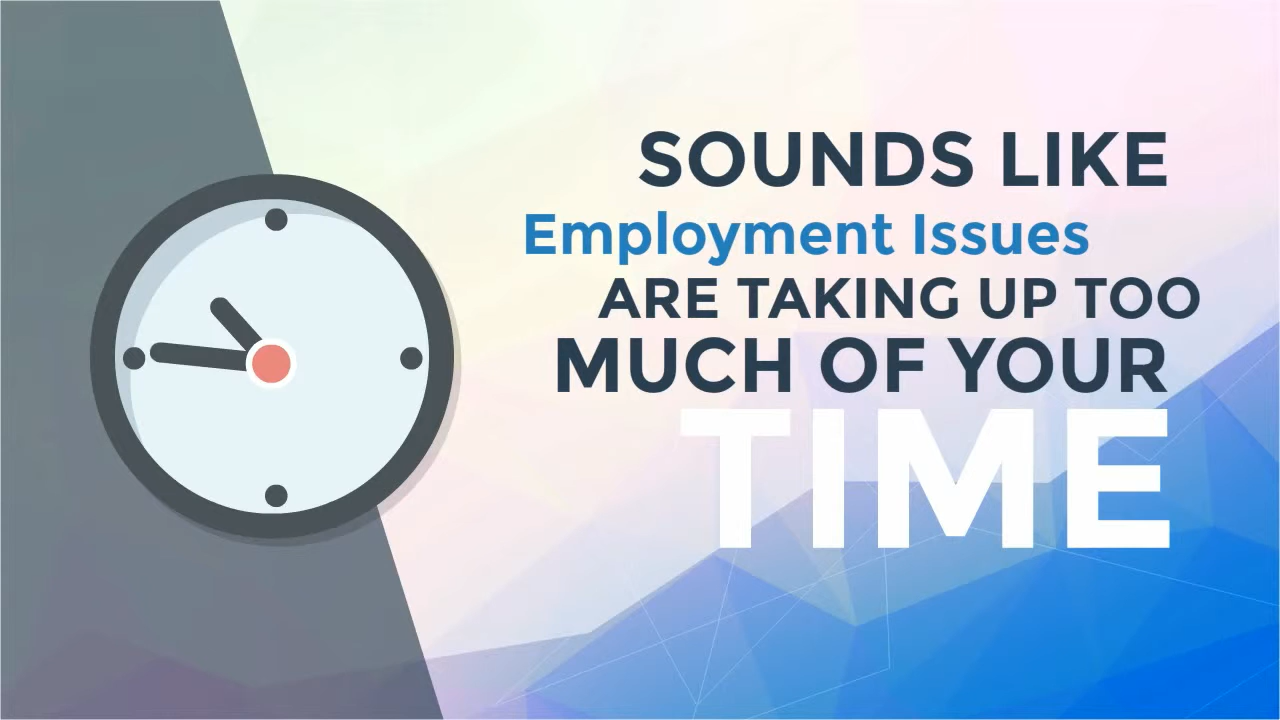 SOUNDS LIKE
Employment Issues
ARE TAKING UP TOO
MUCH OF YOUR
TIME